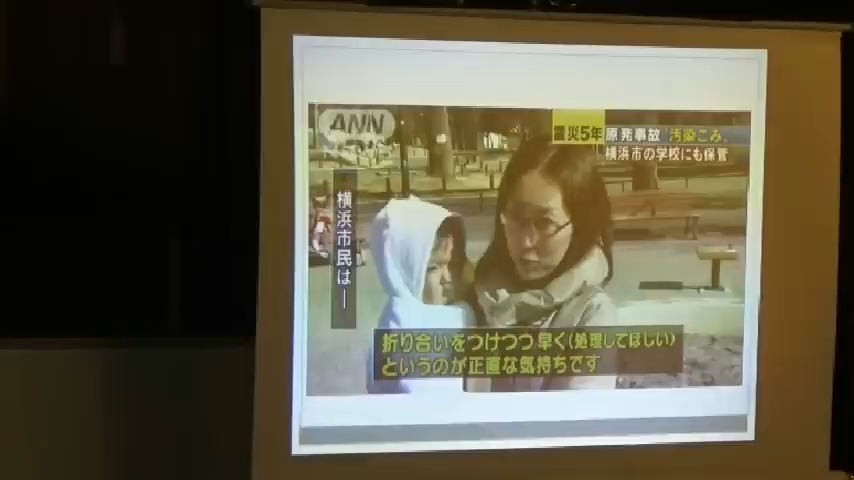 ANN
NEWS
震災5年
原発事故 "汚染ごみ"
横浜市の学校にも保管
横浜市民は―
折り合いをつけつつ 早く(処理してほしい)
というのが正直な気持ちです